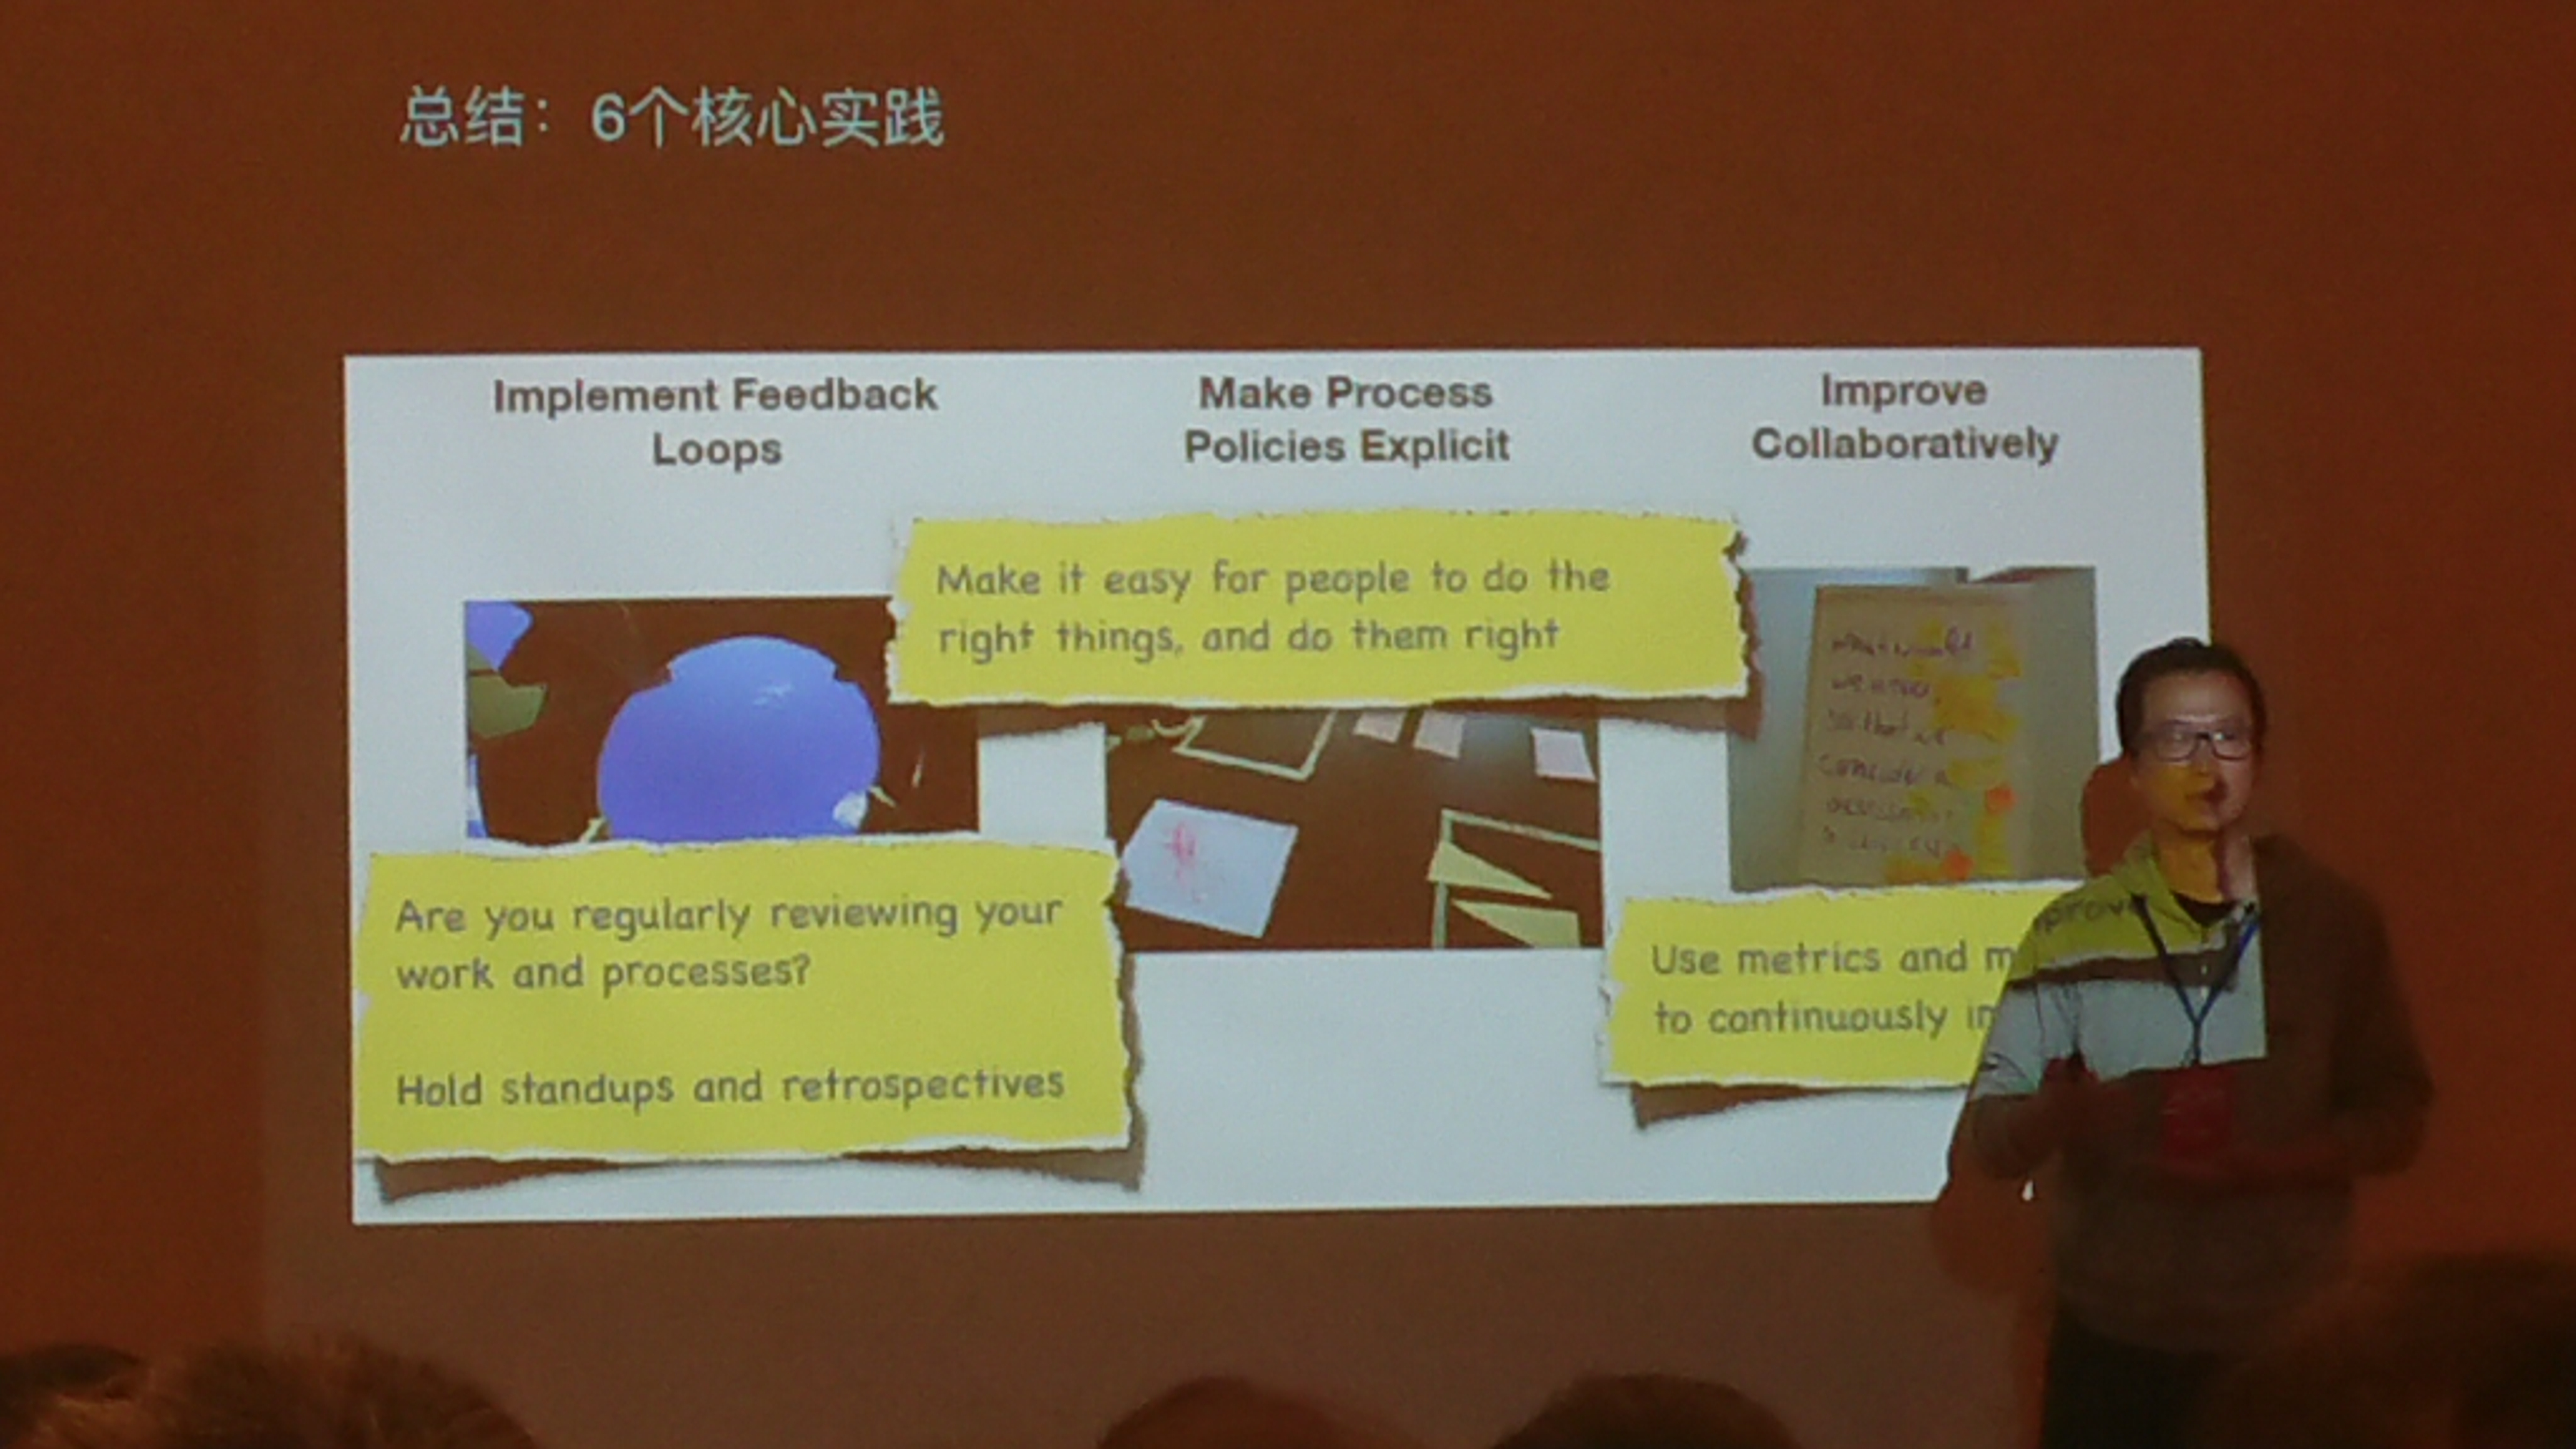 总结：6个核心实践
Implement Feedback
Loops
Make Process
Policies Explicit
Improve
Collaboratively
Make it easy for people to do the
right things, and do them right
Are you regularly reviewing your
work and processes?
Hold standups and retrospectives
Use metrics and
to continuously